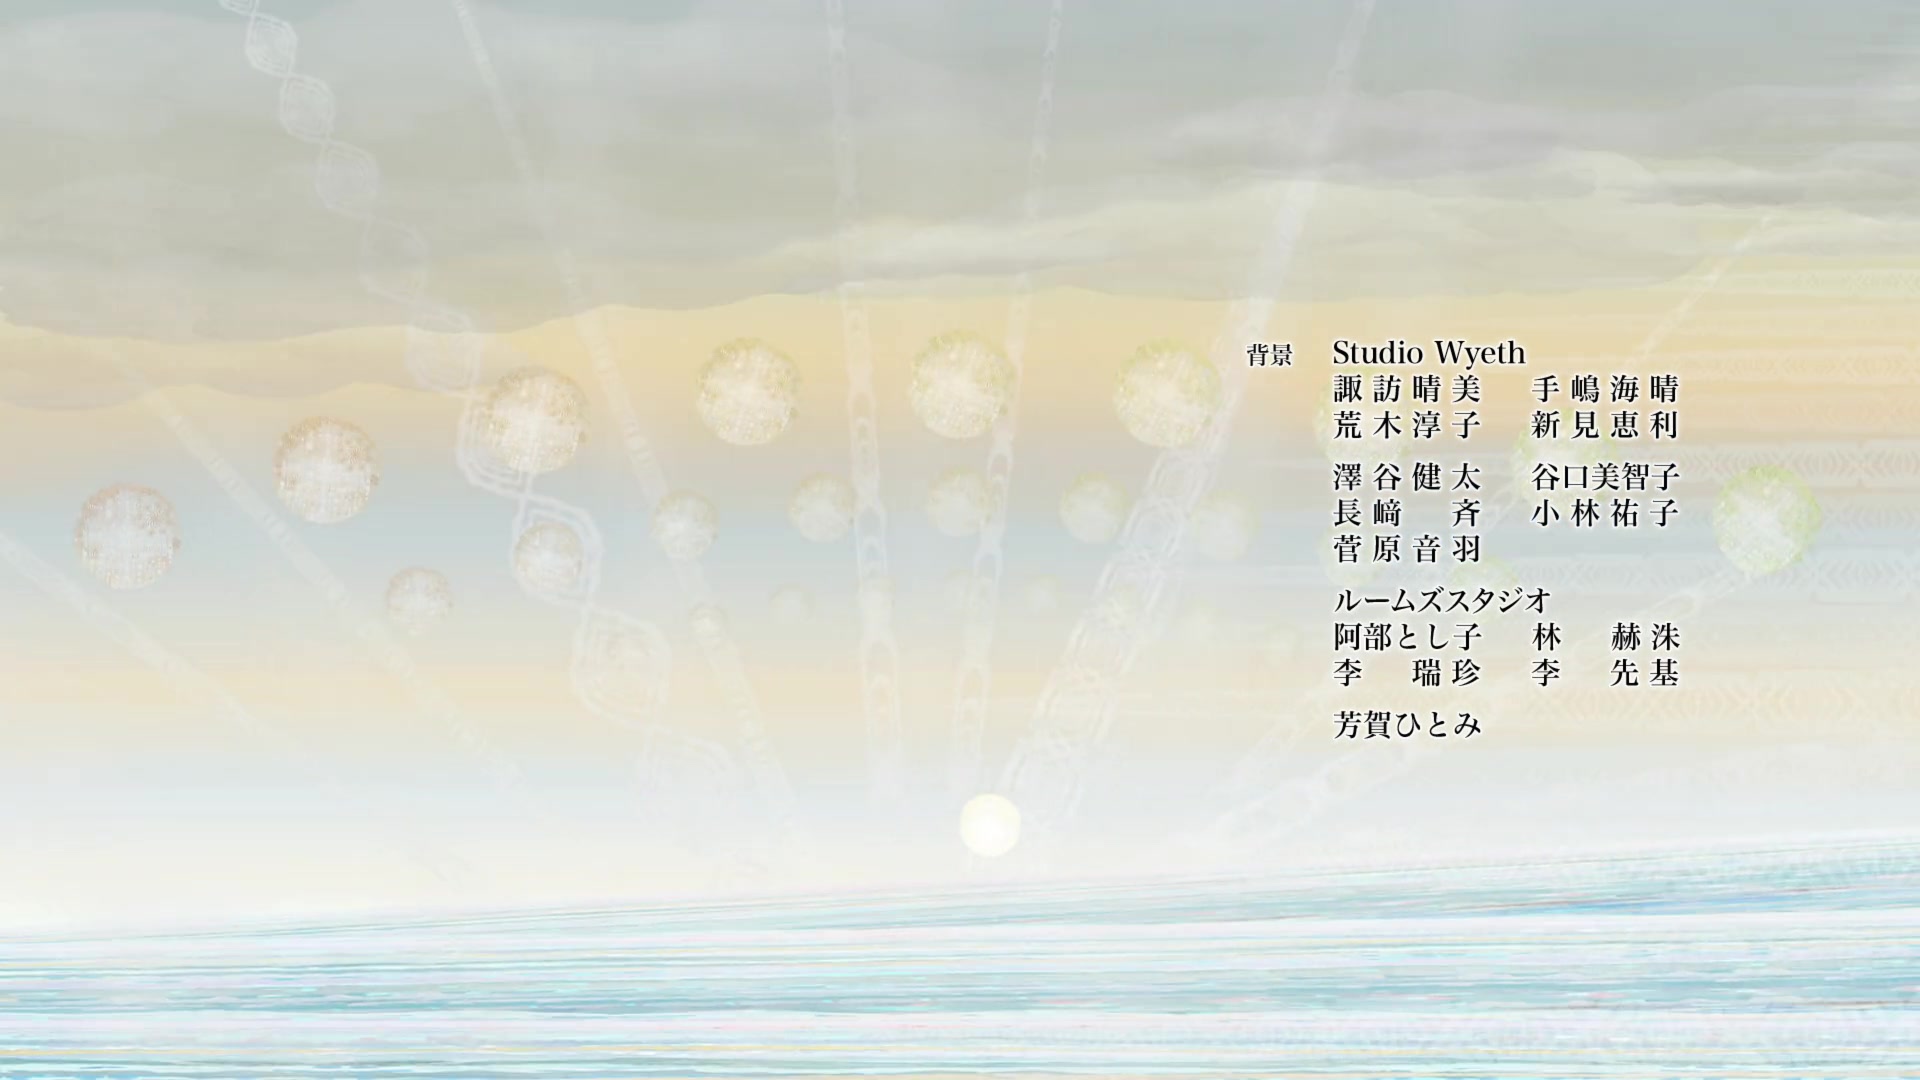 背景 Studio Wyeth
諏訪晴美 手嶋海晴
荒木淳子 新見恵利
澤谷健太 谷口美智子
長﨑 斉 小林祐子
菅原音羽
ルームズスタジオ
阿部とし子 林 赫洙
李 瑞珍 李 先基
芳賀ひとみ